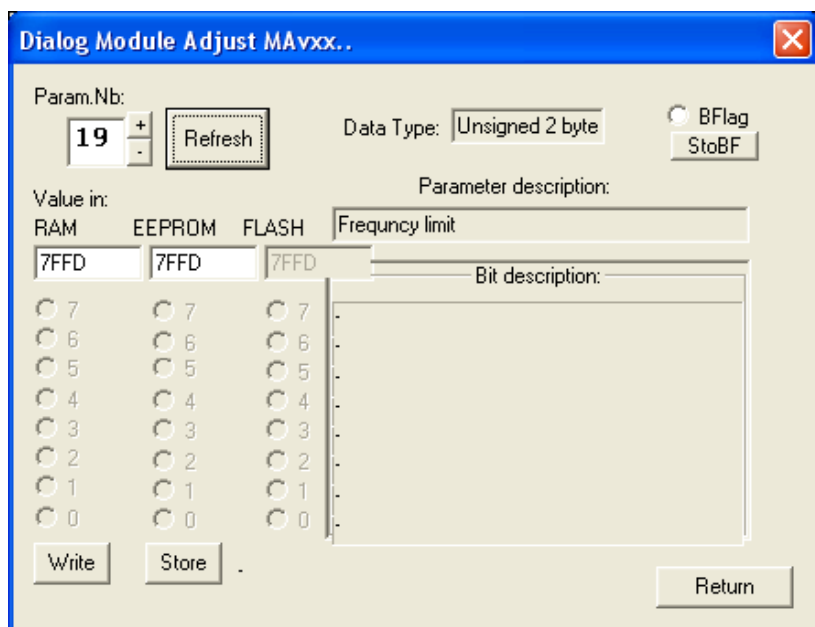 Dialog Module Adjust MAvxx..
Param.Nb:
19
+
-
Refresh
Data Type: Unsigned 2 byte
BFlag
StoBF
Value in:
RAM EEPROM FLASH
7FFD 7FFD 7FFD
Parameter description:
Frequncy limit
Bit description:
7 7 7 -
6 6 6 -
5 5 5 -
4 4 4 -
3 3 3 -
2 2 2 -
1 1 1 -
0 0 0 -
Write Store .
Return